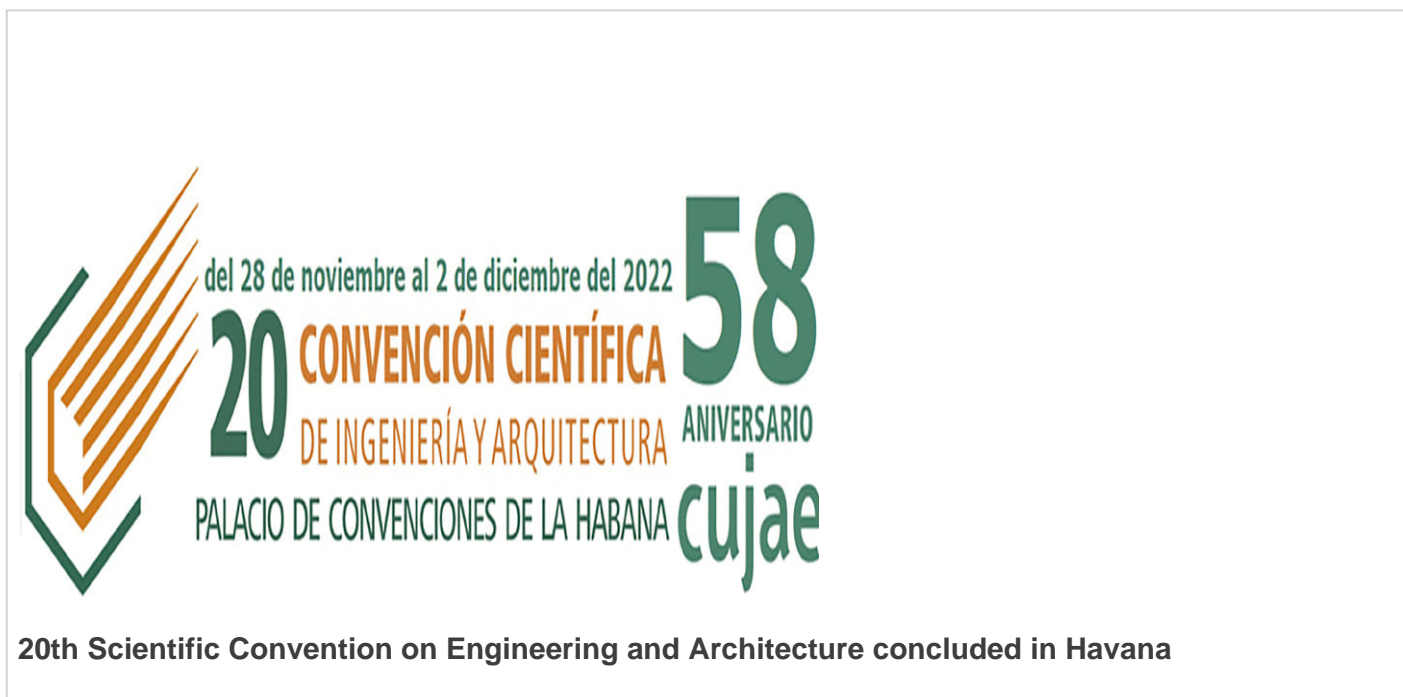 del 28 de noviembre al 2 de diciembre del 2022
20 CONVENCIÓN CIENTÍFICA
DE INGENIERÍA Y ARQUITECTURA
PALACIO DE CONVENCIONES DE LA HABANA
58
ANIVERSARIO
cujae
20th Scientific Convention on Engineering and Architecture concluded in Havana